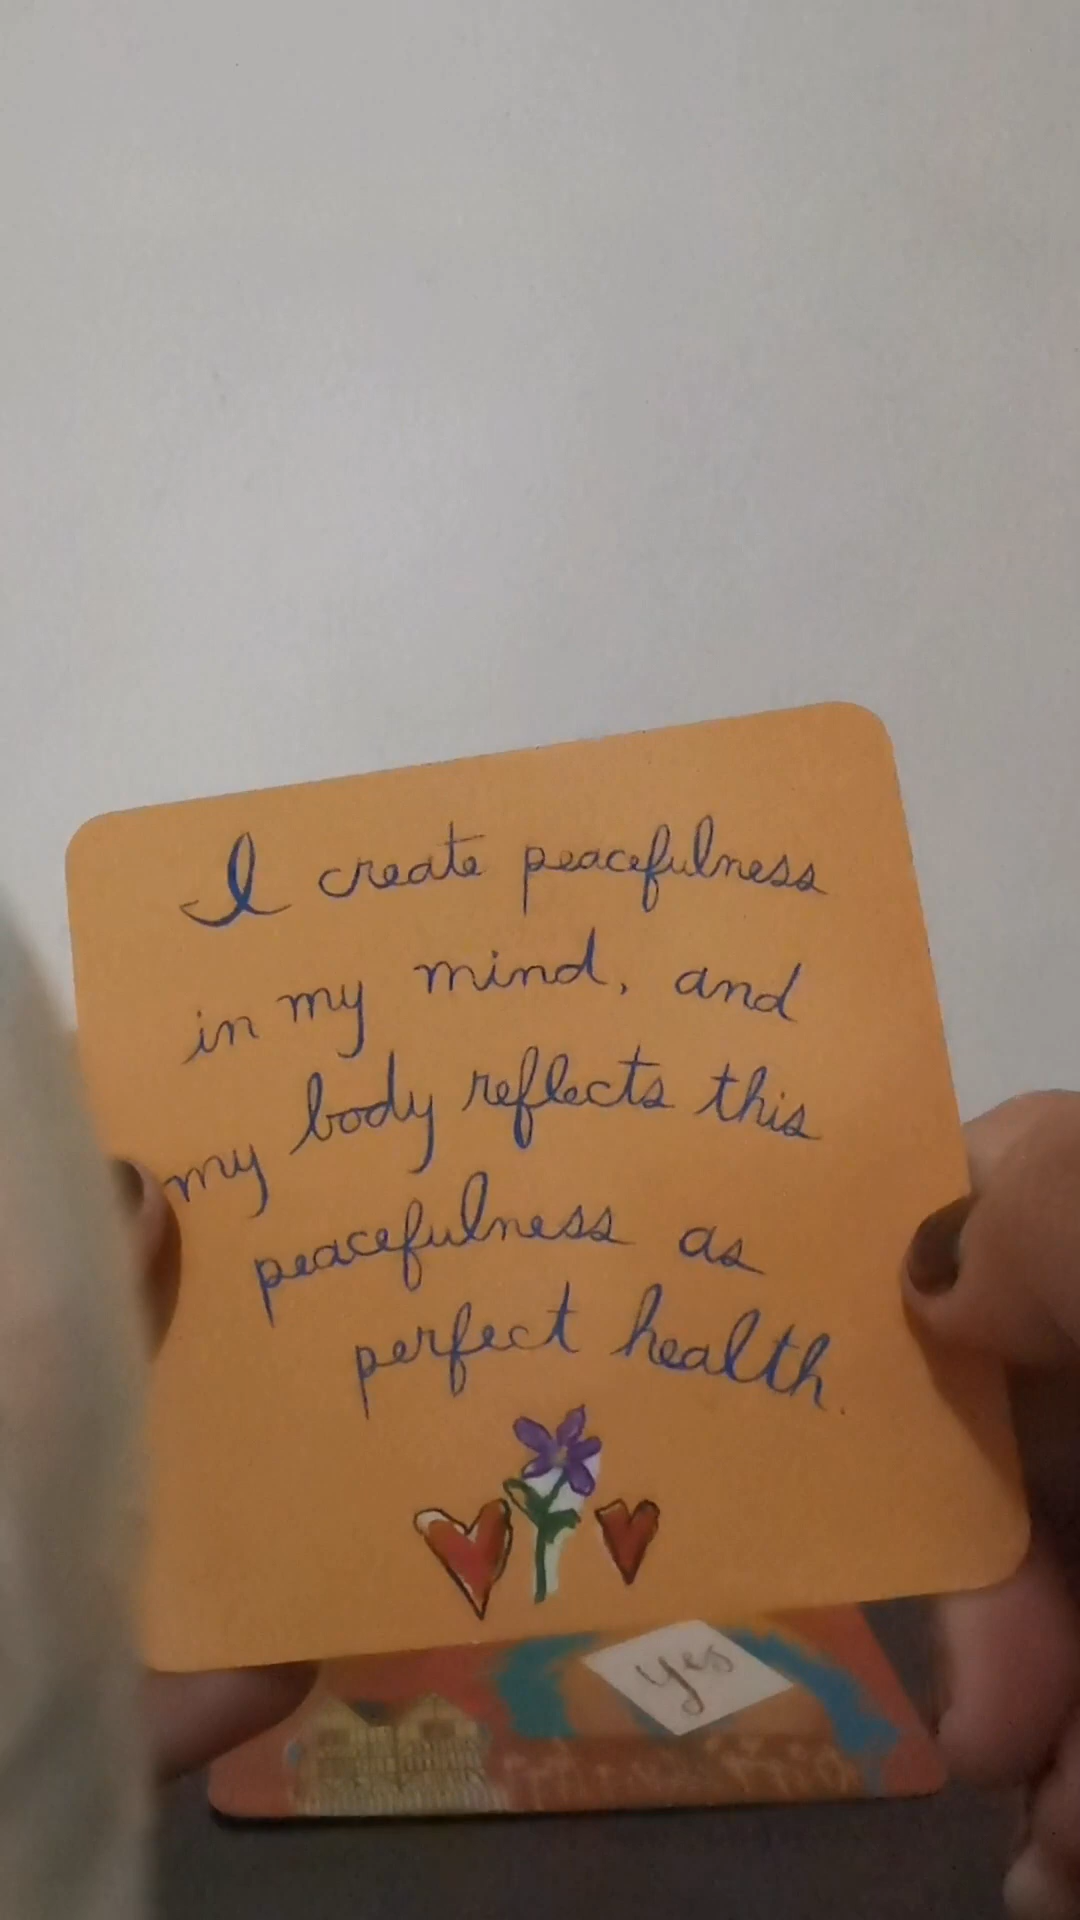 I create peacefulness
in my mind, and
my body reflects this
peacefulness as
perfect health.
yes